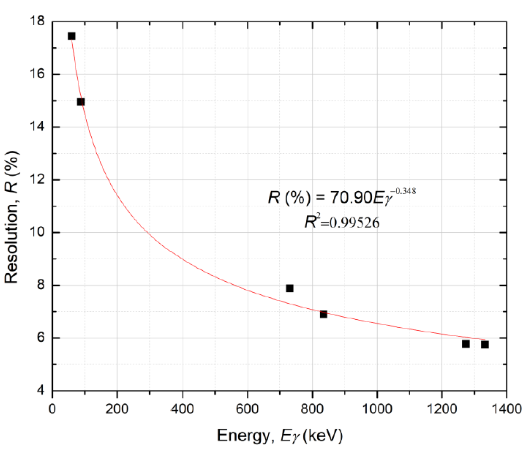 18
16
14
12
10
8
6
4
Resolution, R (%)
R (%) = 70.90Eγ^-0.348
R²=0.99526
0 200 400 600 800 1000 1200 1400
Energy, Eγ (keV)